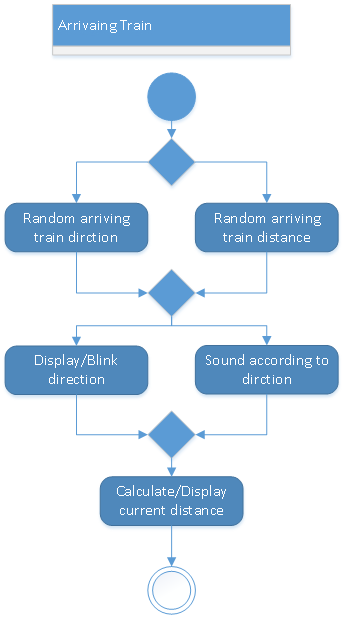 Arrivaing Train
Random arriving
train dirction
Random arriving
train distance
Display/Blink
direction
Sound according to
dirction
Calculate/Display
current distance